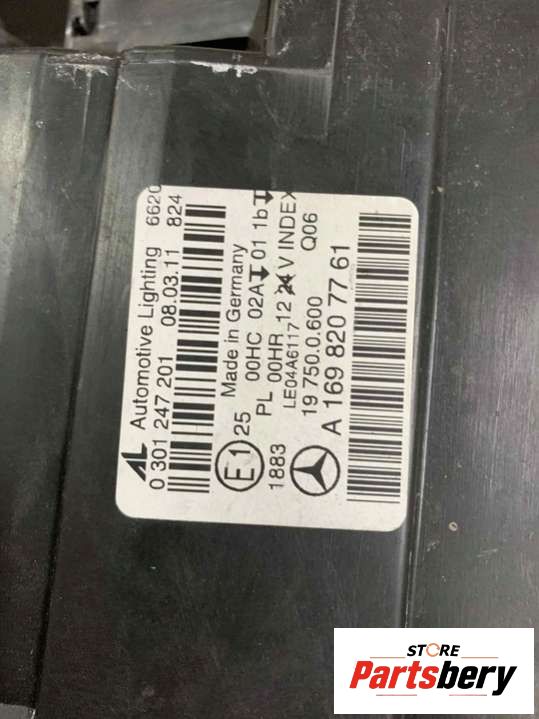 AL Automotive Lighting 6620
0 301 247 201 08.03.11 824
E1 25 Made in Germany
00HC 02A 01 1b
1883 PL 00HR 12 24 V INDEX
LE04A6117 Q06
19 750.0.600
A 169 820 77 61
STORE
Partsbery